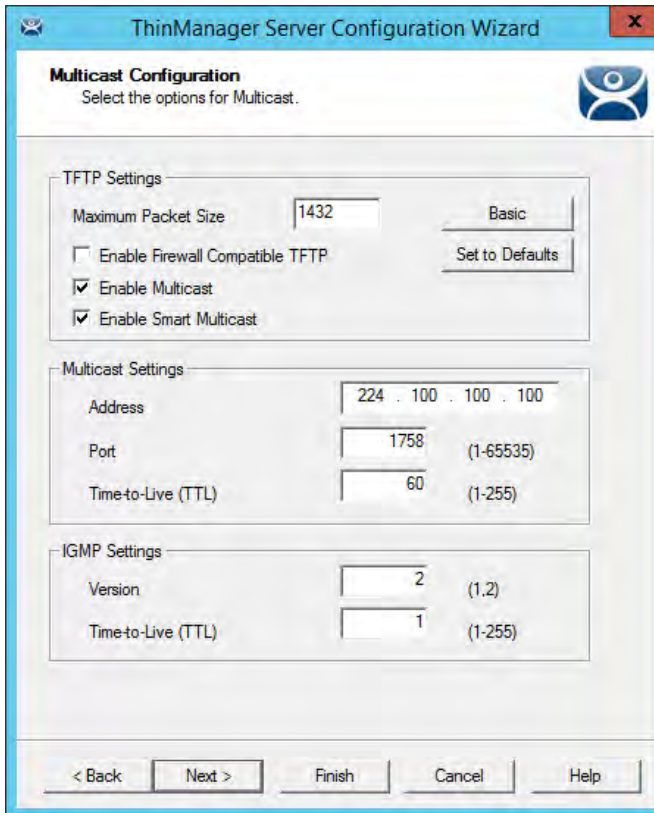 ThinManager Server Configuration Wizard
x
Multicast Configuration
Select the options for Multicast.
TFTP Settings
Maximum Packet Size 1432 Basic
Enable Firewall Compatible TFTP Set to Defaults
Enable Multicast
Enable Smart Multicast
Multicast Settings
Address 224 . 100 . 100 . 100
Port 1758 (1-65535)
Time-to-Live (TTL) 60 (1-255)
IGMP Settings
Version 2 (1,2)
Time-to-Live (TTL) 1 (1-255)
< Back Next > Finish Cancel Help